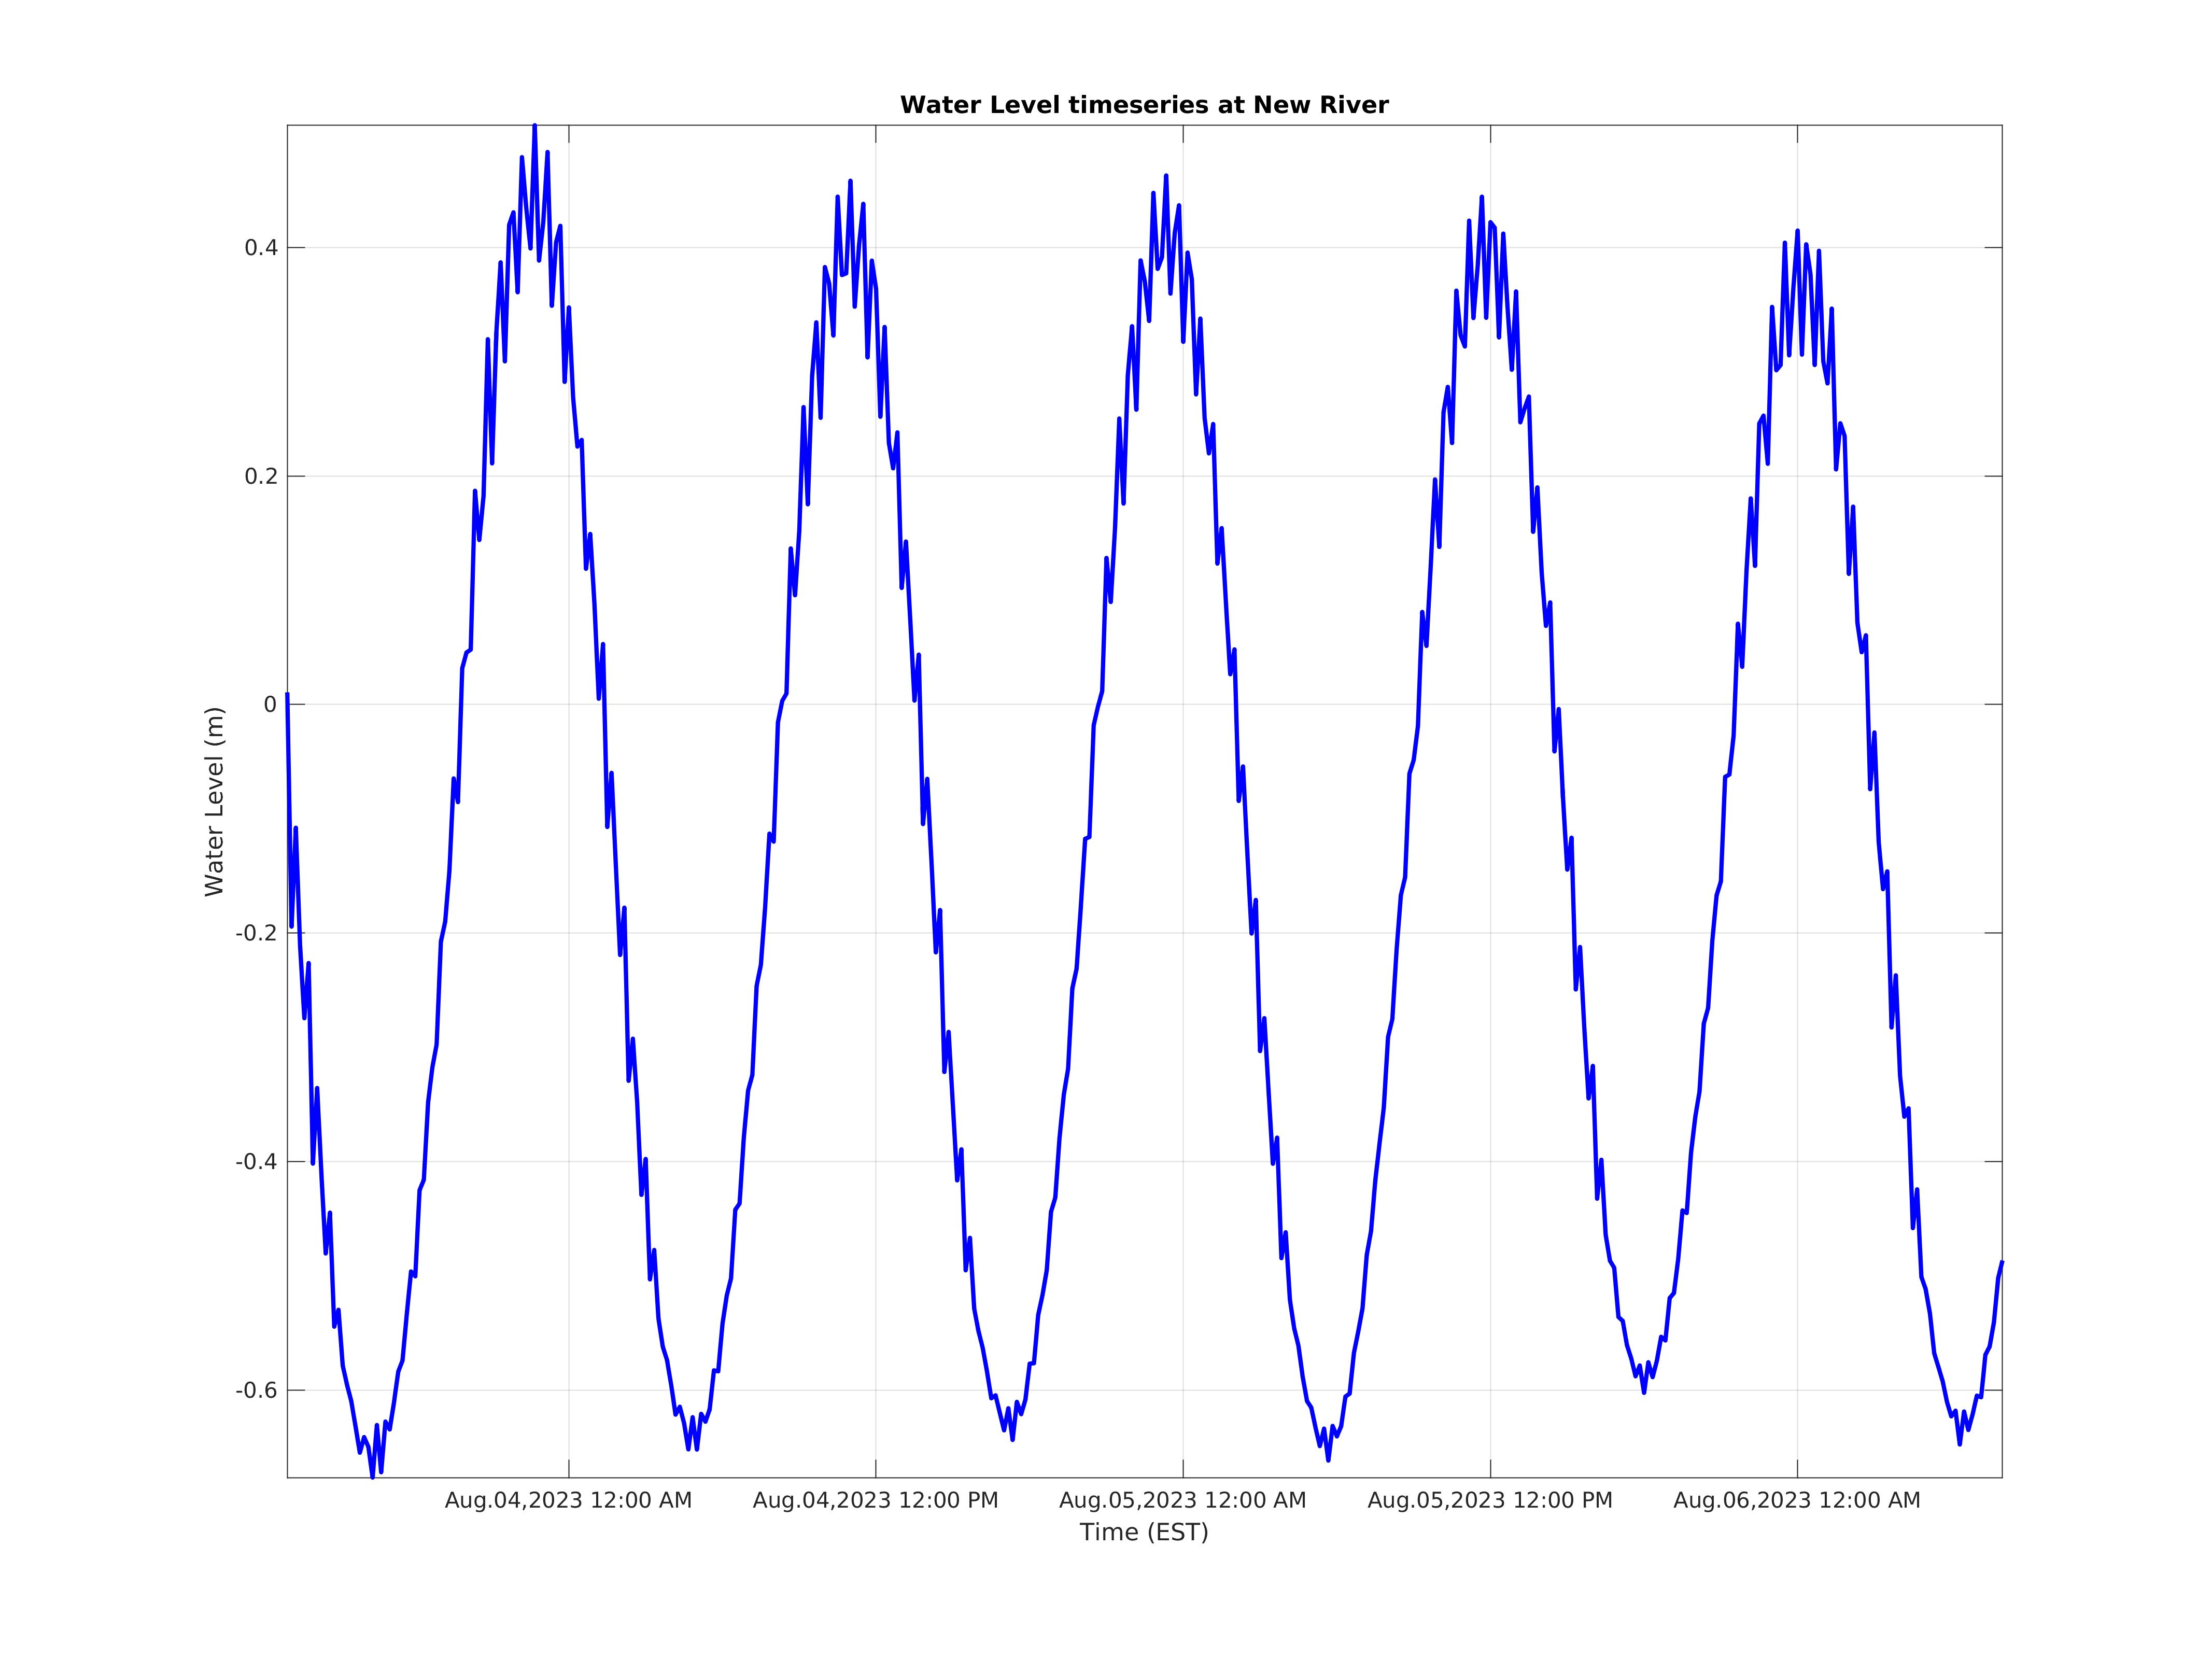 Water Level timeseries at New River
0.4
0.2
0
-0.2
-0.4
-0.6
Water Level (m)
Aug.04,2023 12:00 AM
Aug.04,2023 12:00 PM
Aug.05,2023 12:00 AM
Aug.05,2023 12:00 PM
Aug.06,2023 12:00 AM
Time (EST)